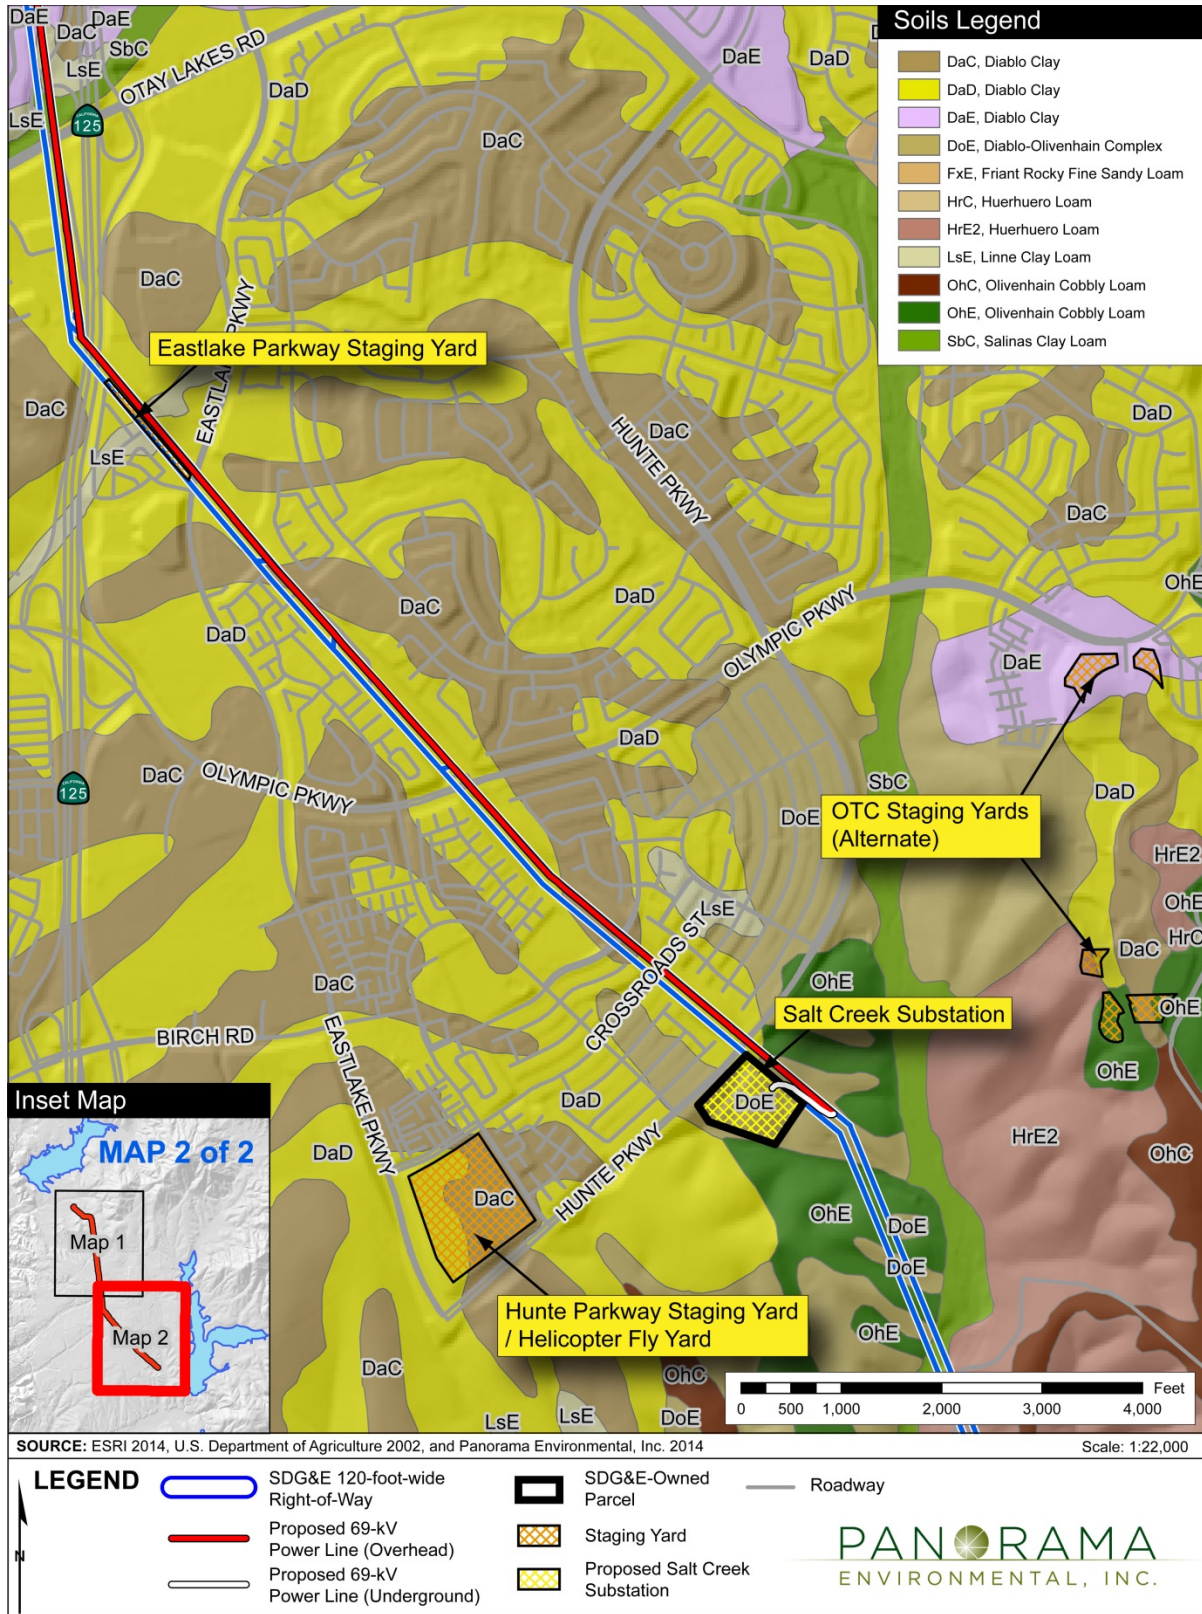 Soils Legend
DaC, Diablo Clay
DaD, Diablo Clay
DaE, Diablo Clay
DoE, Diablo-Olivenhain Complex
FxE, Friant Rocky Fine Sandy Loam
HrC, Huerhuero Loam
HrE2, Huerhuero Loam
LsE, Linne Clay Loam
OhC, Olivenhain Cobbly Loam
OhE, Olivenhain Cobbly Loam
SbC, Salinas Clay Loam
DaE
DaE
DaC
SbC
LsE
LsE
CALIFORNIA
125
OTAY LAKES RD
DaD
DaE
DaD
DaC
DaC
EASTLAKE PKWY
Eastlake Parkway Staging Yard
DaC
LsE
HUNTE PKWY
DaC
DaD
DaC
DaC
DaD
DaD
OLYMPIC PKWY
OhE
DaE
DaD
DaC
CALIFORNIA
125
OLYMPIC PKWY
SbC
DoE
DaD
OTC Staging Yards
(Alternate)
HrE2
LsE
OhE
HrC
DaC
CROSSROADS ST
DaC
OhE
OhE
Salt Creek Substation
BIRCH RD
EASTLAKE PKWY
OhE
DaD
DoE
HrE2
DaD
OhC
DaC
HUNTE PKWY
OhE
DoE
DoE
Hunte Parkway Staging Yard
/ Helicopter Fly Yard
OhE
DaC
OhC
LsE
LsE
DoE
Inset Map
MAP 2 of 2
Map 1
Map 2
Feet
0 500 1,000 2,000 3,000 4,000
SOURCE: ESRI 2014, U.S. Department of Agriculture 2002, and Panorama Environmental, Inc. 2014
Scale: 1:22,000
LEGEND
N
SDG&E 120-foot-wide
Right-of-Way
Proposed 69-kV
Power Line (Overhead)
Proposed 69-kV
Power Line (Underground)
SDG&E-Owned
Parcel
Staging Yard
Proposed Salt Creek
Substation
Roadway
PANORAMA
ENVIRONMENTAL, INC.